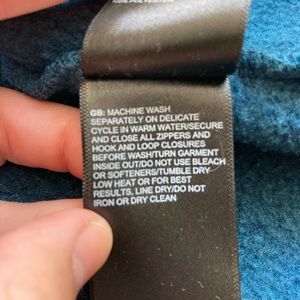 100% POLYESTER
GB: MACHINE WASH
SEPARATELY ON DELICATE
CYCLE IN WARM WATER/SECURE
AND CLOSE ALL ZIPPERS AND
HOOK AND LOOP CLOSURES
BEFORE WASH/TURN GARMENT
INSIDE OUT/DO NOT USE BLEACH
OR SOFTENERS/TUMBLE DRY
LOW HEAT OR FOR BEST
RESULTS, LINE DRY/DO NOT
IRON OR DRY CLEAN